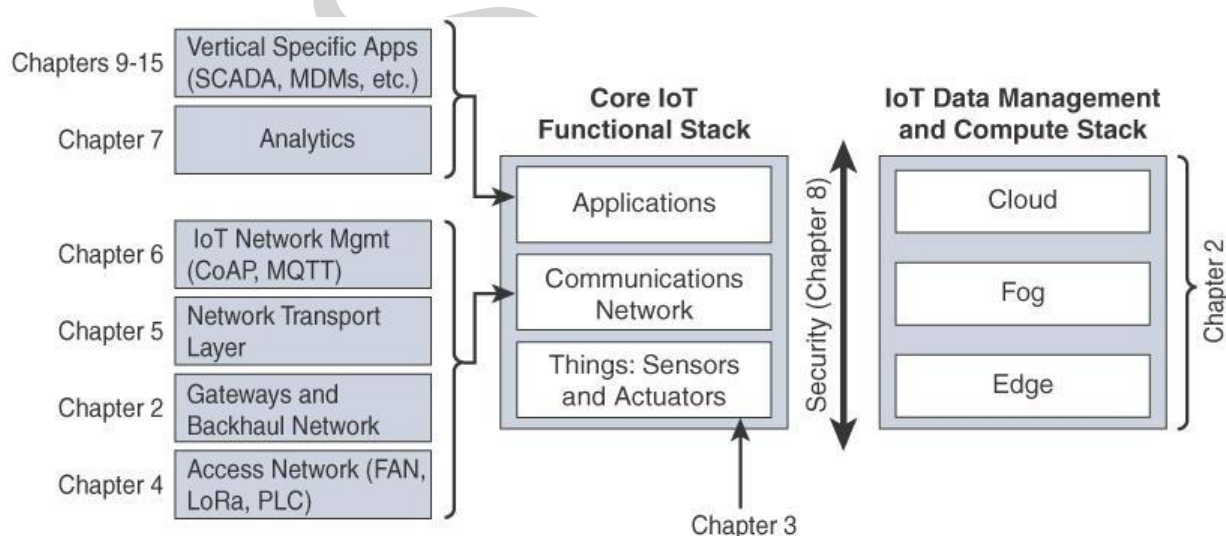 Chapters 9-15
Vertical Specific Apps
(SCADA, MDMs, etc.)
Chapter 7
Analytics
Chapter 6
IoT Network Mgmt
(CoAP, MQTT)
Chapter 5
Network Transport
Layer
Chapter 2
Gateways and
Backhaul Network
Chapter 4
Access Network (FAN,
LoRa, PLC)
Core IoT
Functional Stack
Applications
Communications
Network
Things: Sensors
and Actuators
Chapter 3
Security (Chapter 8)
IoT Data Management
and Compute Stack
Cloud
Fog
Edge
Chapter 2